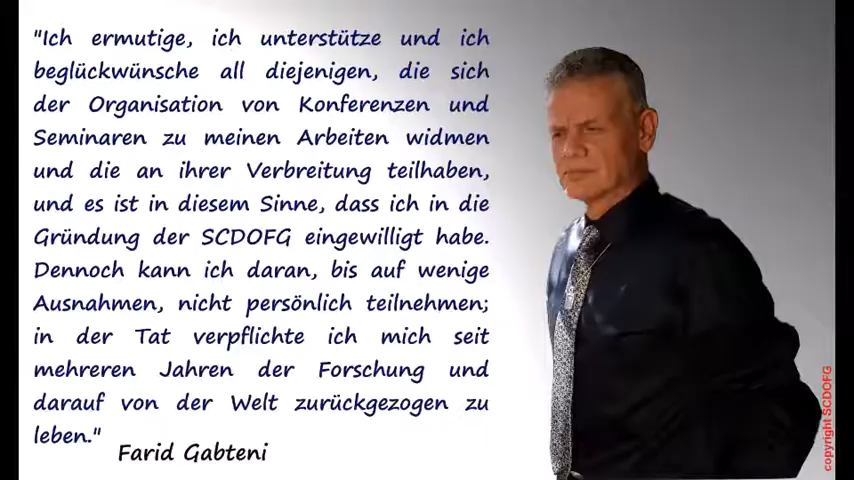 "Ich ermutige, ich unterstütze und ich
beglückwünsche all diejenigen, die sich
der Organisation von Konferenzen und
Seminaren zu meinen Arbeiten widmen
und die an ihrer Verbreitung teilhaben,
und es ist in diesem Sinne, dass ich in die
Gründung der SCDOFG eingewilligt habe.
Dennoch kann ich daran, bis auf wenige
Ausnahmen, nicht persönlich teilnehmen;
in der Tat verpflichte ich mich seit
mehreren Jahren der Forschung und
darauf von der Welt zurückgezogen zu
leben."
Farid Gabteni
copyright SCDOFG